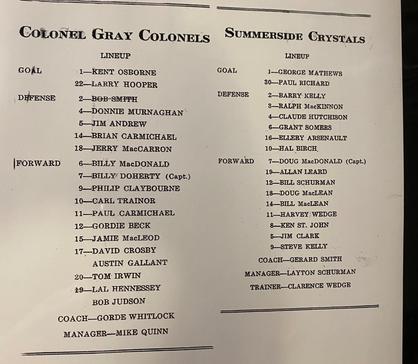 COLONEL GRAY COLONELS
LINEUP
GOAL 1—KENT OSBORNE
22—LARRY HOOPER
DEFENSE 2—BOB SMITH
4—DONNIE MURNAGHAN
5—JIM ANDREW
14—BRIAN CARMICHAEL
18—JERRY MacCARRON
FORWARD 6—BILLY MacDONALD
7—BILLY DOHERTY (Capt.)
9—PHILIP CLAYBOURNE
10—CARL TRAINOR
11—PAUL CARMICHAEL
12—GORDIE BECK
15—JAMIE MacLEOD
17—DAVID CROSBY
AUSTIN GALLANT
20—TOM IRWIN
19—LAL HENNESSEY
BOB JUDSON
COACH—GORDE WHITLOCK
MANAGER—MIKE QUINN
SUMMERSIDE CRYSTALS
LINEUP
GOAL 1—GEORGE MATHEWS
30—PAUL RICHARD
DEFENSE 2—BARRY KELLY
3—RALPH MacKINNON
4—CLAUDE HUTCHISON
6—GRANT SOMERS
16—ELLERY ARSENAULT
10—HAL BIRCH
FORWARD 7—DOUG MacDONALD (Capt.)
19—ALLAN LEARD
12—BILL SCHURMAN
18—DOUG MacLEAN
14—BILL MacLEAN
11—HARVEY WEDGE
8—KEN ST. JOHN
5—JIM CLARK
9—STEVE KELLY
COACH—GERARD SMITH
MANAGER—LAYTON SCHURMAN
TRAINER—CLARENCE WEDGE